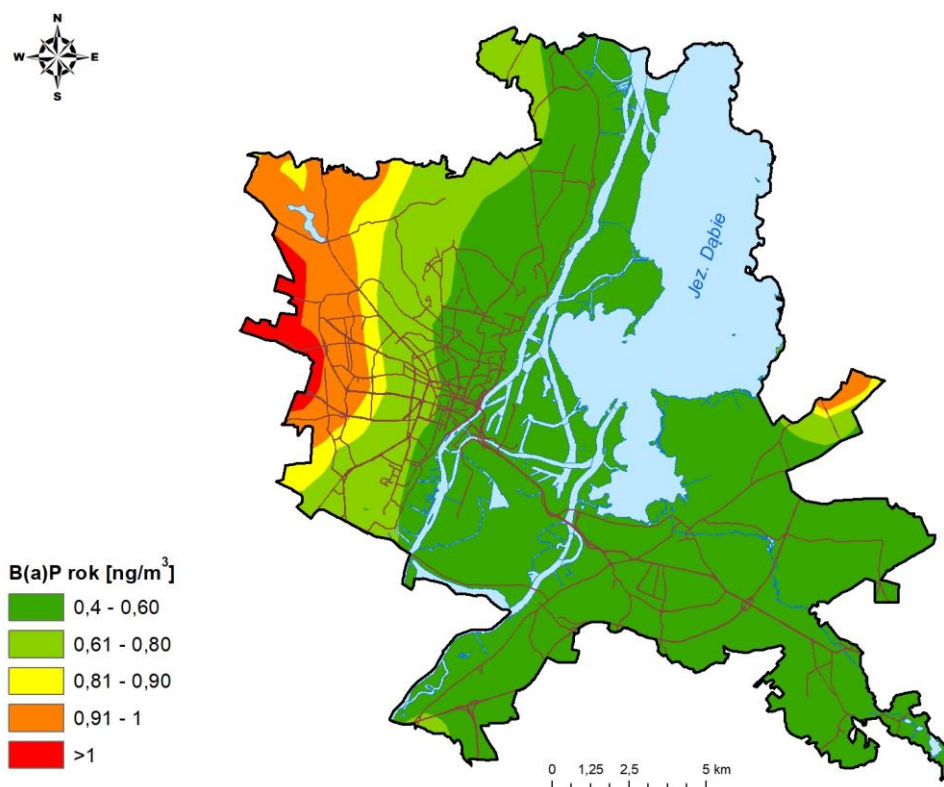 N
W E
S
Jez. Dąbie
B(a)P rok [ng/m³]
0,4 - 0,60
0,61 - 0,80
0,81 - 0,90
0,91 - 1
>1
0 1,25 2,5 5 km